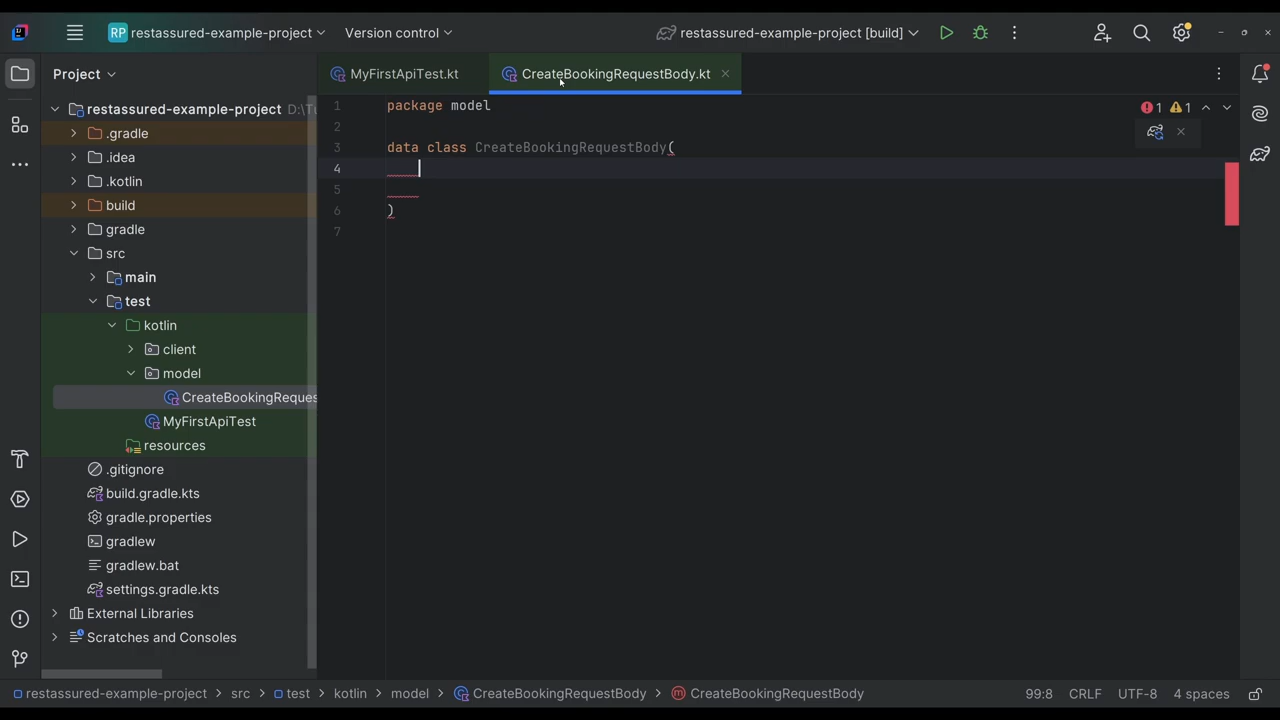 RP restassured-example-project
Version control
restassured-example-project [build]
Project
MyFirstApiTest.kt
CreateBookingRequestBody.kt
restassured-example-project D:\Tu
.gradle
.idea
.kotlin
build
gradle
src
main
test
kotlin
client
model
CreateBookingReques
MyFirstApiTest
resources
.gitignore
build.gradle.kts
gradle.properties
gradlew
gradlew.bat
settings.gradle.kts
External Libraries
Scratches and Consoles
1 package model
2
3 data class CreateBookingRequestBody(
4
5
6 )
7
1 1
restassured-example-project > src > test > kotlin > model > CreateBookingRequestBody > CreateBookingRequestBody
99:8 CRLF UTF-8 4 spaces